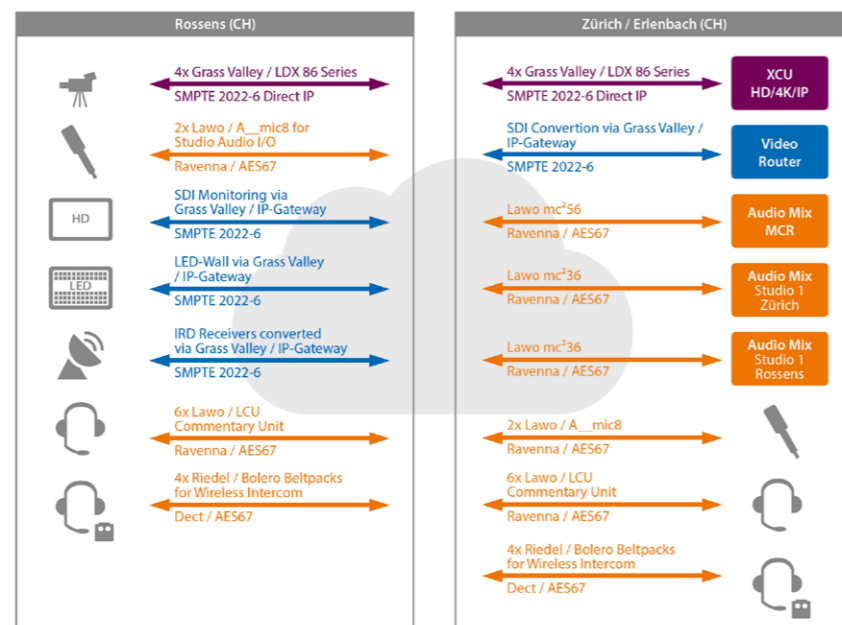 Rossens (CH)
4x Grass Valley / LDX 86 Series
SMPTE 2022-6 Direct IP
2x Lawo / A__mic8 for
Studio Audio I/O
Ravenna / AES67
HD
SDI Monitoring via
Grass Valley / IP-Gateway
SMPTE 2022-6
LED
LED-Wall via Grass Valley
/ IP-Gateway
SMPTE 2022-6
IRD Receivers converted
via Grass Valley / IP-Gateway
SMPTE 2022-6
6x Lawo / LCU
Commentary Unit
Ravenna / AES67
4x Riedel / Bolero Beltpacks
for Wireless Intercom
Dect / AES67
Zürich / Erlenbach (CH)
4x Grass Valley / LDX 86 Series
SMPTE 2022-6 Direct IP
XCU
HD/4K/IP
SDI Convertion via Grass Valley /
IP-Gateway
SMPTE 2022-6
Video
Router
Lawo mc²56
Ravenna / AES67
Audio Mix
MCR
Lawo mc²36
Ravenna / AES67
Audio Mix
Studio 1
Zürich
Lawo mc²36
Ravenna / AES67
Audio Mix
Studio 1
Rossens
2x Lawo / A__mic8
Ravenna / AES67
6x Lawo / LCU
Commentary Unit
Ravenna / AES67
4x Riedel / Bolero Beltpacks
for Wireless Intercom
Dect / AES67